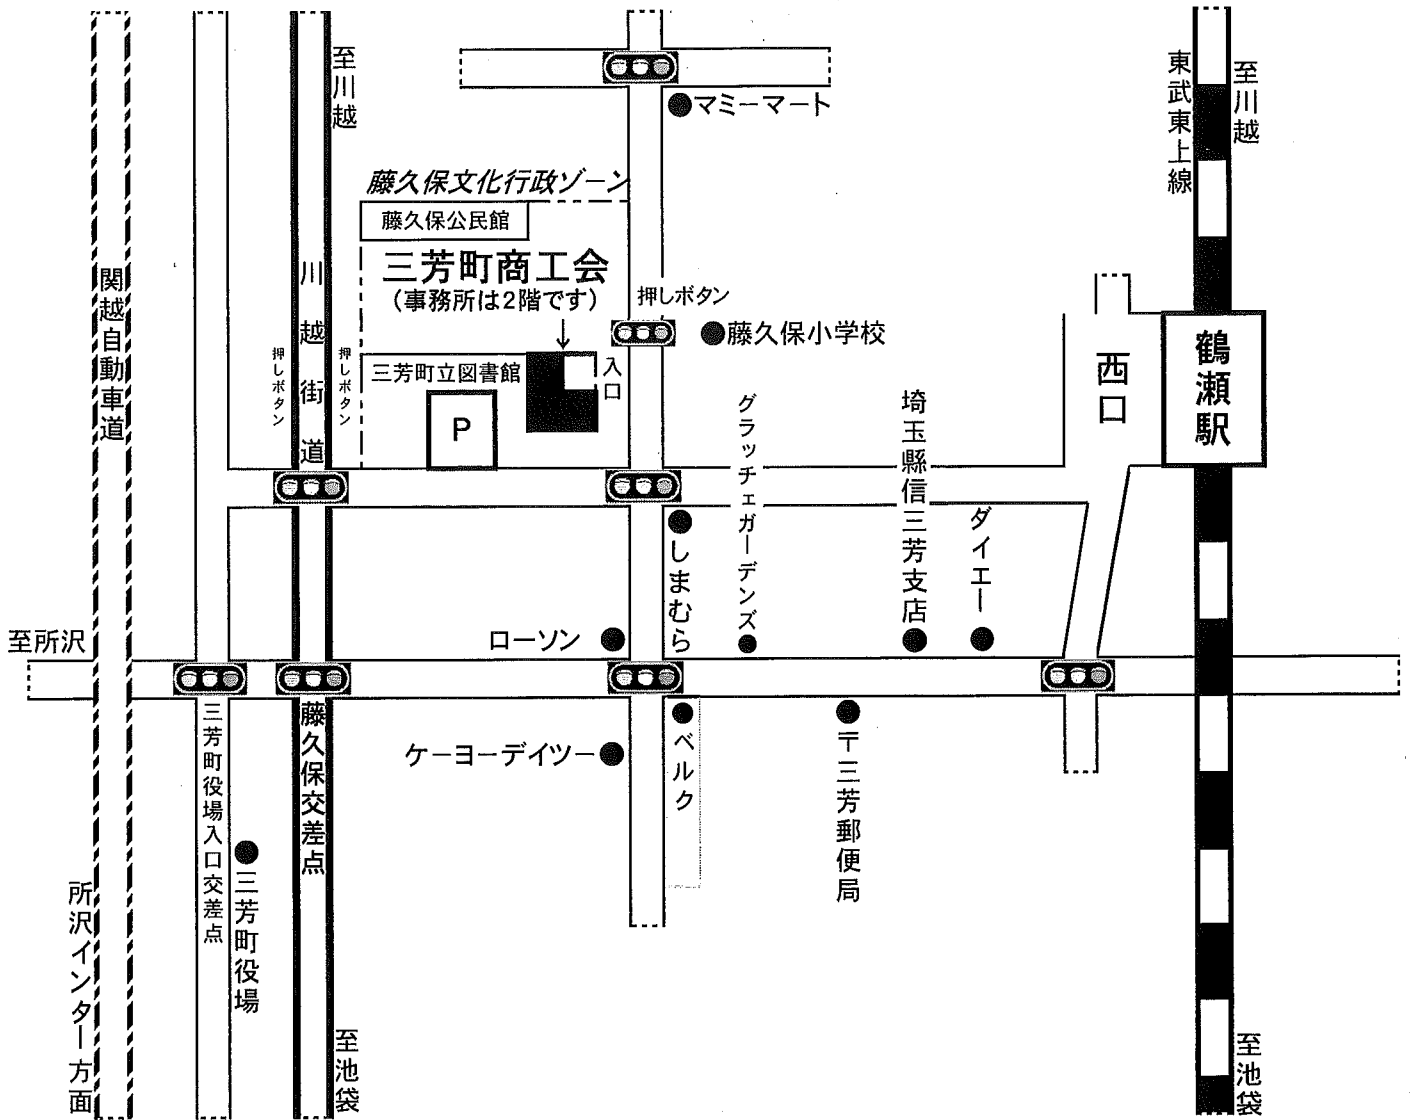 至川越
マミーマート
東武東上線
至川越
藤久保文化行政ゾーン
藤久保公民館
三芳町商工会
(事務所は2階です)
押しボタン
藤久保小学校
関越自動車道
川越街道
押しボタン
押しボタン
三芳町立図書館
入口
P
西口
鶴瀬駅
グラッチェガーデンズ
埼玉縣信三芳支店
ダイエー
しまむら
ローソン
至所沢
三芳町役場入口交差点
藤久保交差点
ケーヨーデイツー
ベルク
〒三芳郵便局
三芳町役場
所沢インター方面
至池袋
至池袋